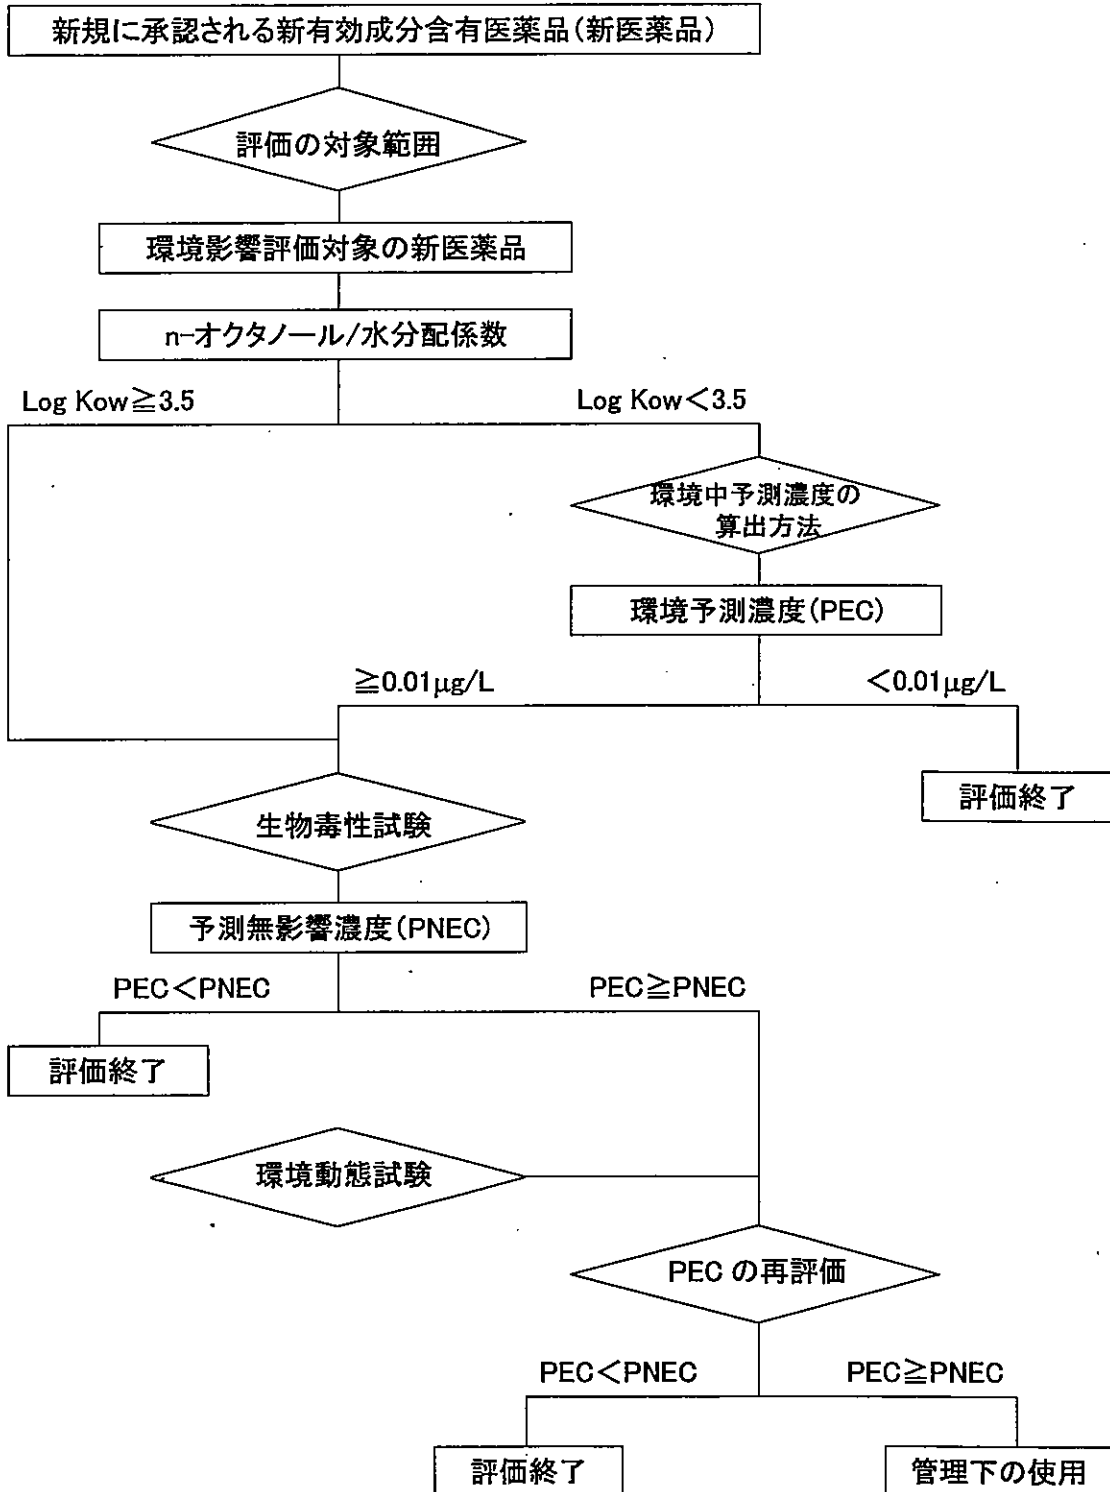 新規に承認される新有効成分含有医薬品(新医薬品)
評価の対象範囲
環境影響評価対象の新医薬品
n-オクタノール/水分配係数
Log Kow≧3.5
Log Kow<3.5
環境中予測濃度の
算出方法
環境予測濃度(PEC)
≧0.01μg/L
<0.01μg/L
評価終了
生物毒性試験
予測無影響濃度(PNEC)
PEC<PNEC
PEC≧PNEC
評価終了
環境動態試験
PEC の再評価
PEC<PNEC
PEC≧PNEC
評価終了
管理下の使用